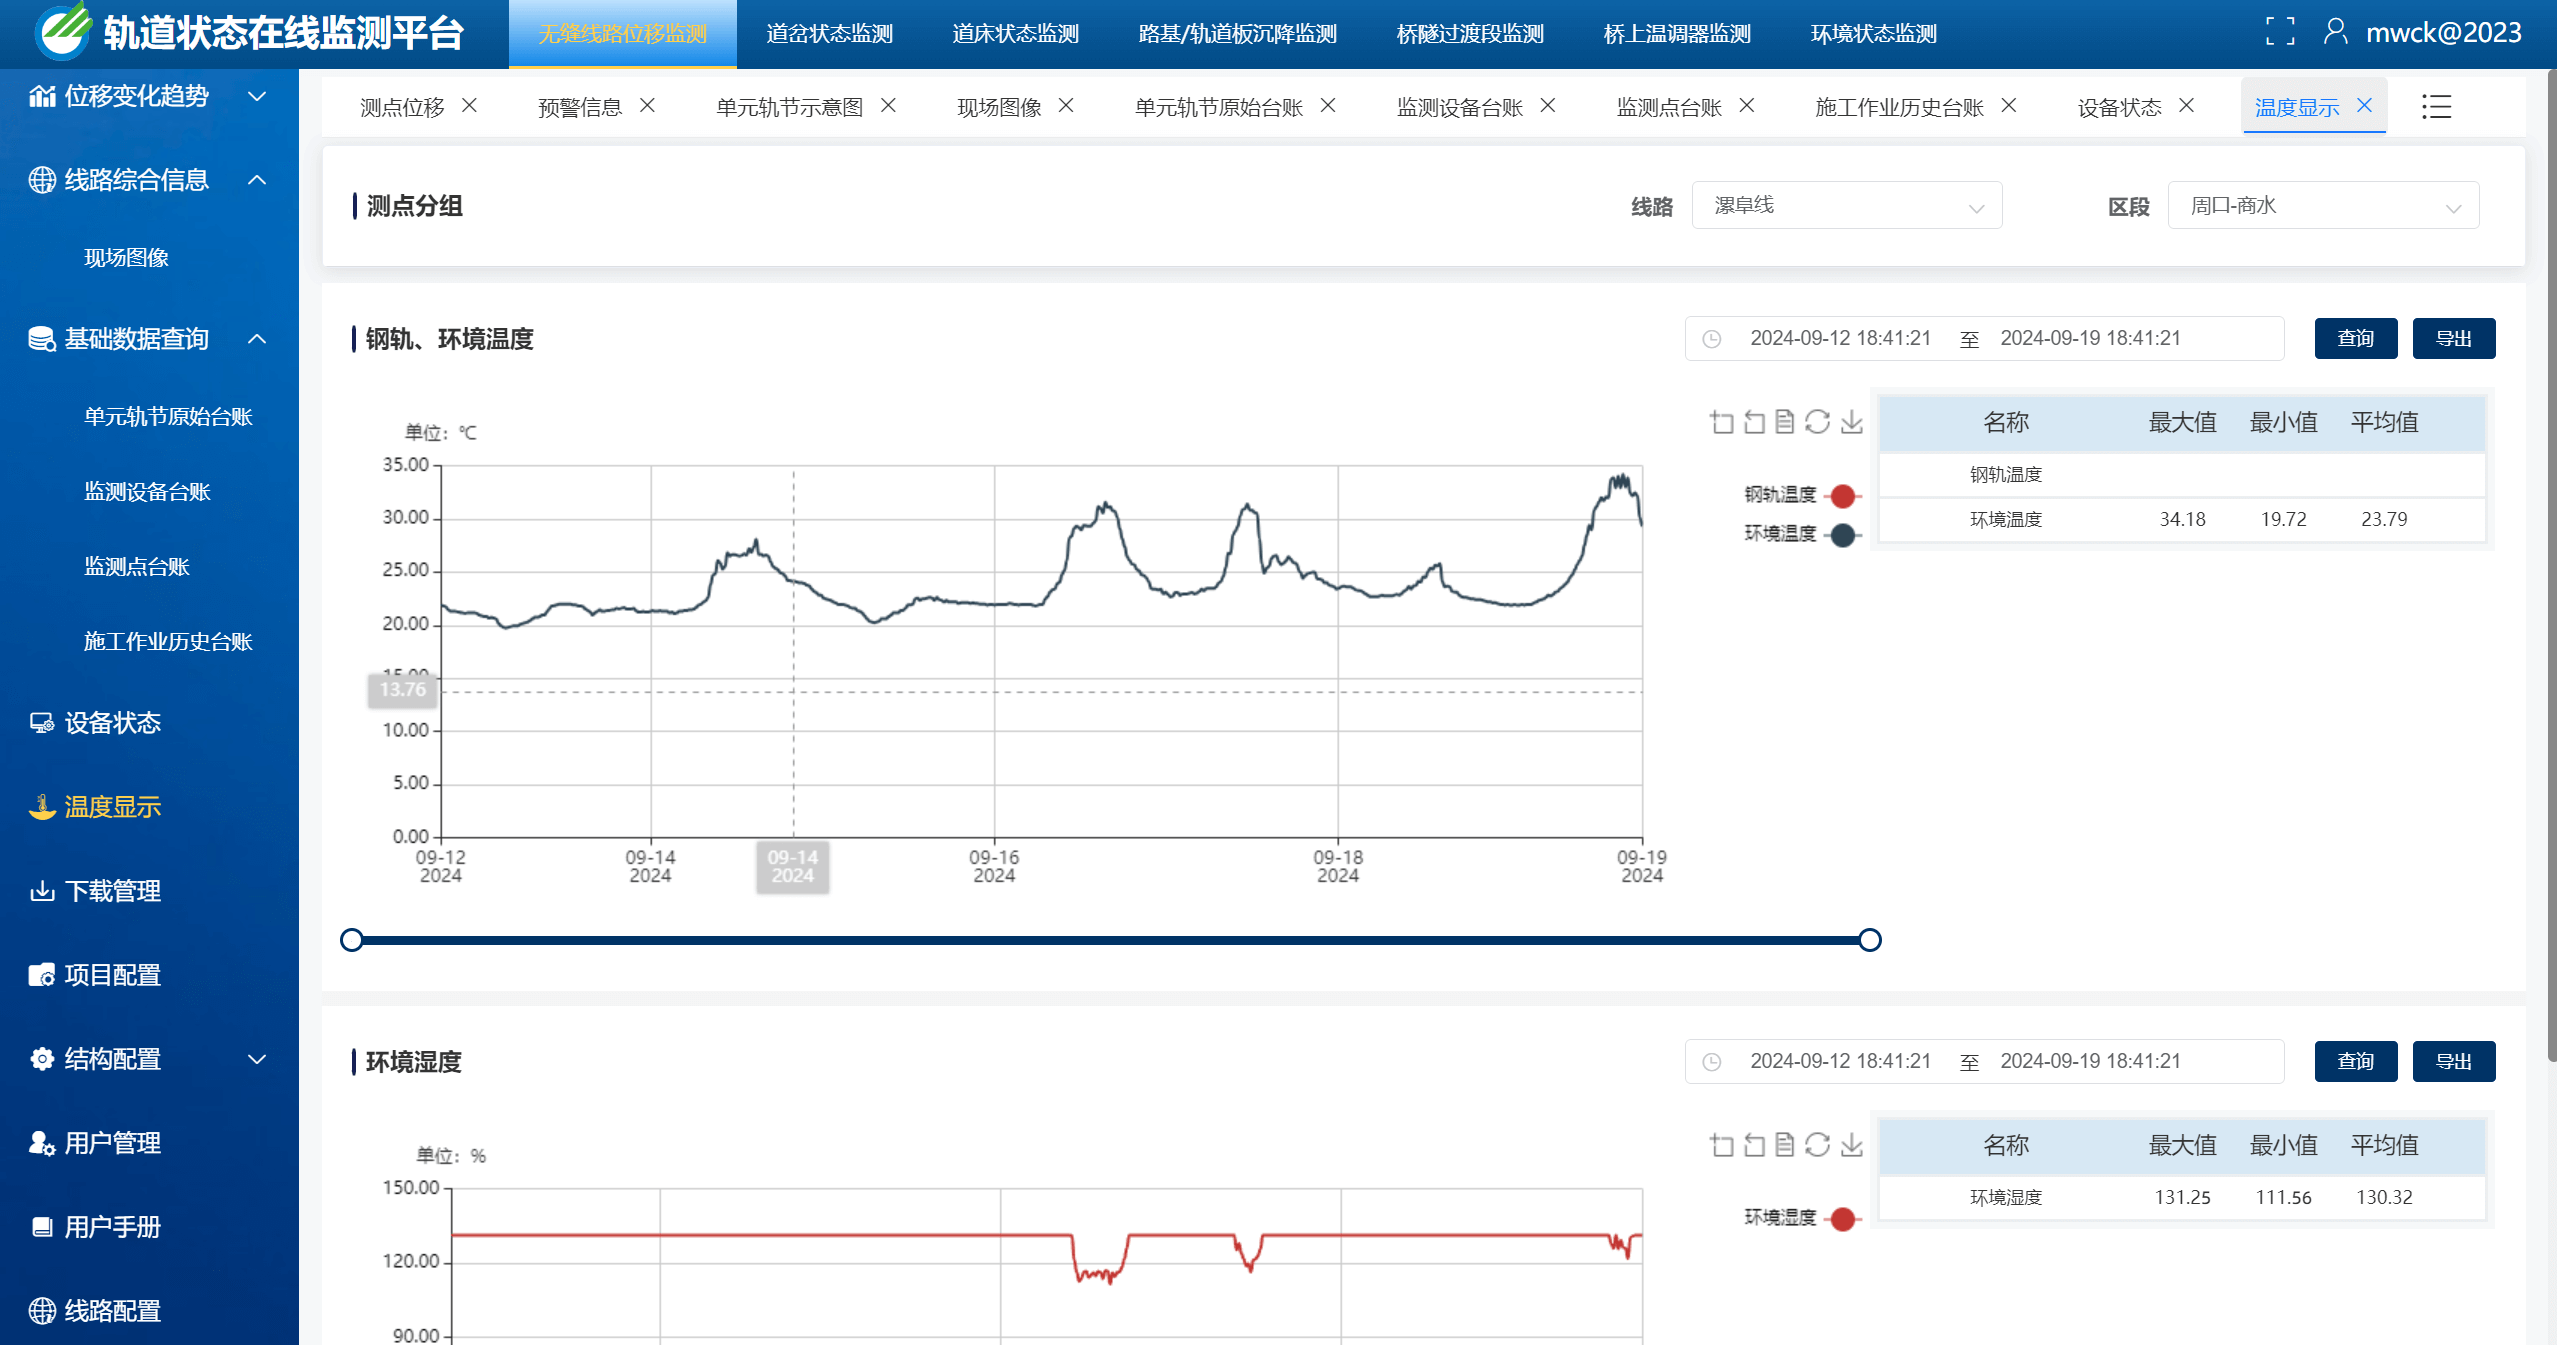 轨道状态在线监测平台
无缝线路位移监测 道岔状态监测 道床状态监测 路基/轨道板沉降监测 桥隧过渡段监测 桥上温调器监测 环境状态监测
mwck@2023
位移变化趋势
线路综合信息
现场图像
基础数据查询
单元轨节原始台账
监测设备台账
监测点台账
施工作业历史台账
设备状态
温度显示
下载管理
项目配置
结构配置
用户管理
用户手册
线路配置
测点位移 预警信息 单元轨节示意图 现场图像 单元轨节原始台账 监测设备台账 监测点台账 施工作业历史台账 设备状态 温度显示
测点分组
线路 漯阜线 区段 周口-商水
钢轨、环境温度
2024-09-12 18:41:21 至 2024-09-19 18:41:21 查询 导出
单位：℃
35.00
30.00
25.00
20.00
15.00
13.76
10.00
5.00
0.00
09-12 2024
09-14 2024
09-14 2024
09-16 2024
09-18 2024
09-19 2024
钢轨温度
环境温度
名称 最大值 最小值 平均值
钢轨温度
环境温度 34.18 19.72 23.79
环境湿度
2024-09-12 18:41:21 至 2024-09-19 18:41:21 查询 导出
单位：%
150.00
120.00
90.00
环境湿度
名称 最大值 最小值 平均值
环境湿度 131.25 111.56 130.32